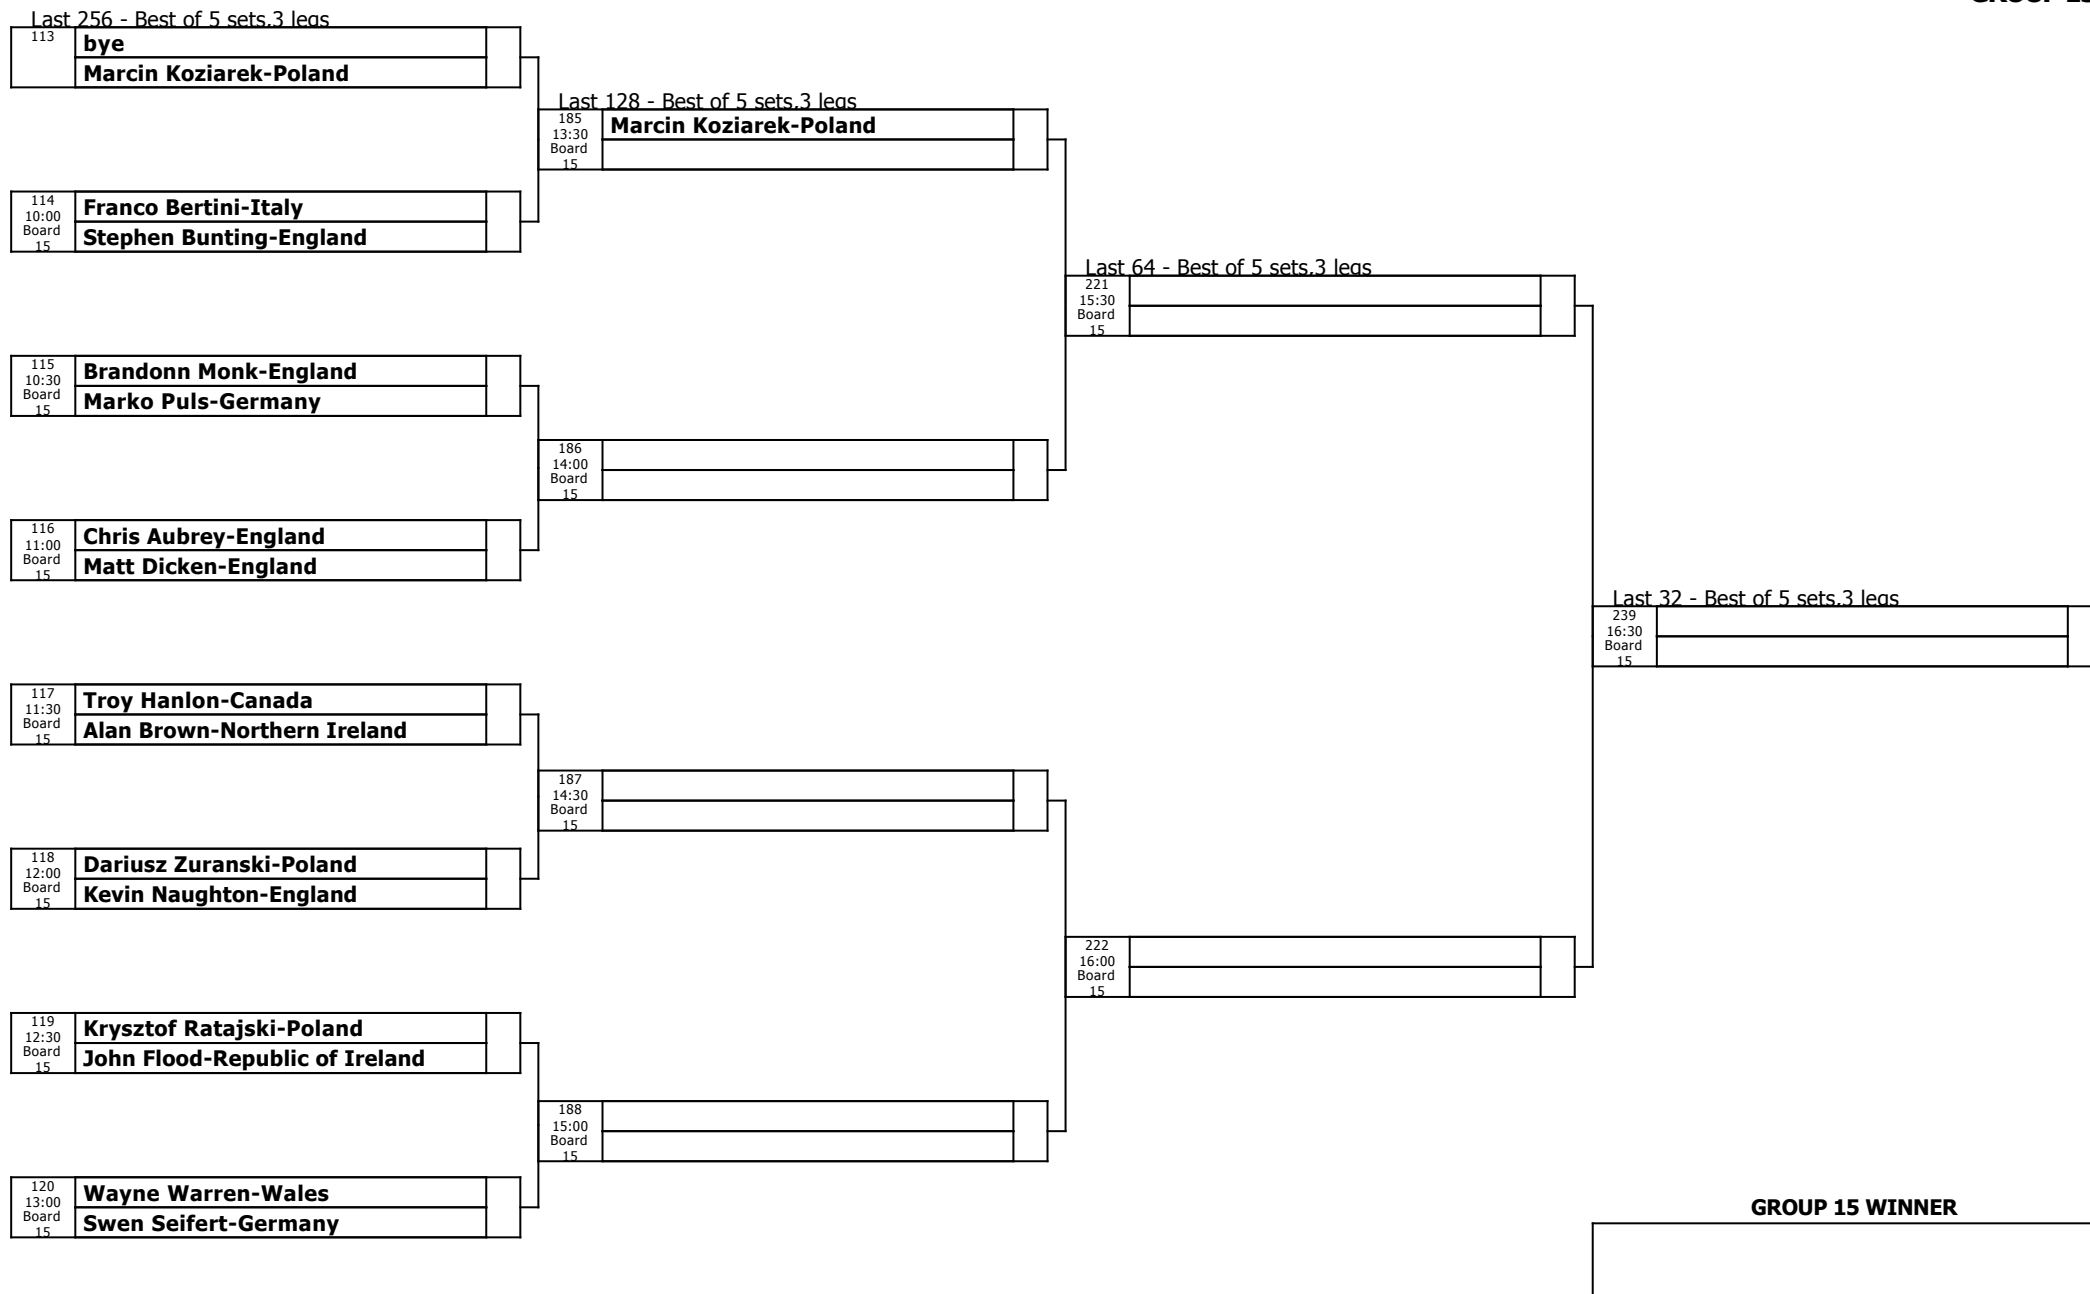 GROUP 15
Last 256 - Best of 5 sets,3 legs
113
bye
Marcin Koziarek-Poland
Last 128 - Best of 5 sets,3 legs
185
13:30
Board
15
Marcin Koziarek-Poland
114
10:00
Board
15
Franco Bertini-Italy
Stephen Bunting-England
Last 64 - Best of 5 sets,3 legs
221
15:30
Board
15
115
10:30
Board
15
Brandonn Monk-England
Marko Puls-Germany
186
14:00
Board
15
116
11:00
Board
15
Chris Aubrey-England
Matt Dicken-England
Last 32 - Best of 5 sets,3 legs
239
16:30
Board
15
117
11:30
Board
15
Troy Hanlon-Canada
Alan Brown-Northern Ireland
187
14:30
Board
15
118
12:00
Board
15
Dariusz Zuranski-Poland
Kevin Naughton-England
222
16:00
Board
15
119
12:30
Board
15
Krysztof Ratajski-Poland
John Flood-Republic of Ireland
188
15:00
Board
15
120
13:00
Board
15
Wayne Warren-Wales
Swen Seifert-Germany
GROUP 15 WINNER